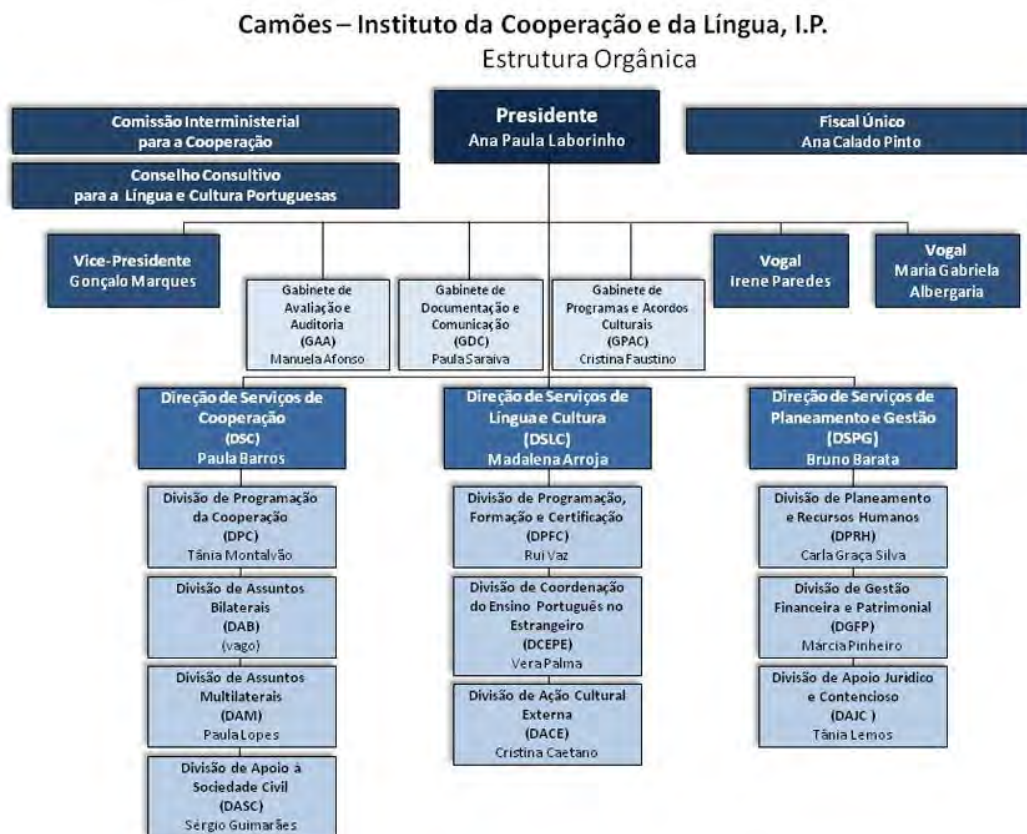 Camões – Instituto da Cooperação e da Língua, I.P.
Estrutura Orgânica
Comissão Interministerial
para a Cooperação
Conselho Consultivo
para a Língua e Cultura Portuguesas
Presidente
Ana Paula Laborinho
Fiscal Único
Ana Calado Pinto
Vice-Presidente
Gonçalo Marques
Gabinete de
Avaliação e
Auditoria
(GAA)
Manuela Afonso
Gabinete de
Documentação e
Comunicação
(GDC)
Paula Saraiva
Gabinete de
Programas e Acordos
Culturais
(GPAC)
Cristina Faustino
Vogal
Irene Paredes
Vogal
Maria Gabriela
Albergaria
Direção de Serviços de
Cooperação
(DSC)
Paula Barros
Divisão de Programação
da Cooperação
(DPC)
Tânia Montalvão
Divisão de Assuntos
Bilaterais
(DAB)
(vago)
Divisão de Assuntos
Multilaterais
(DAM)
Paula Lopes
Divisão de Apoio à
Sociedade Civil
(DASC)
Sérgio Guimarães
Direção de Serviços de
Língua e Cultura
(DSLC)
Madalena Arroja
Divisão de Programação,
Formação e Certificação
(DPFC)
Rui Vaz
Divisão de Coordenação
do Ensino Português no
Estrangeiro
(DCEPE)
Vera Palma
Divisão de Ação Cultural
Externa
(DACE)
Cristina Caetano
Direção de Serviços de
Planeamento e Gestão
(DSPG)
Bruno Barata
Divisão de Planeamento
e Recursos Humanos
(DPRH)
Carla Graça Silva
Divisão de Gestão
Financeira e Patrimonial
(DGFP)
Márcia Pinheiro
Divisão de Apoio Jurídico
e Contencioso
(DAJC )
Tânia Lemos